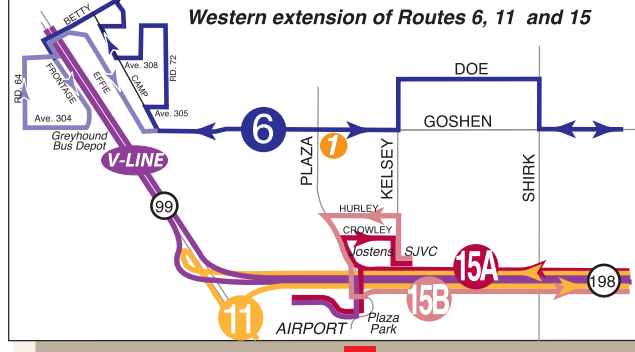 Western extension of Routes 6, 11 and 15
BETTY
RD. 64
FRONTAGE
EFFIE
Ave. 308
CAMP
RD. 72
Ave. 304
Ave. 305
Greyhound
Bus Depot
DOE
GOSHEN
6
1
PLAZA
KELSEY
SHIRK
V-LINE
99
HURLEY
CROWLEY
Jostens
SJVC
15A
15B
198
11
AIRPORT
Plaza
Park